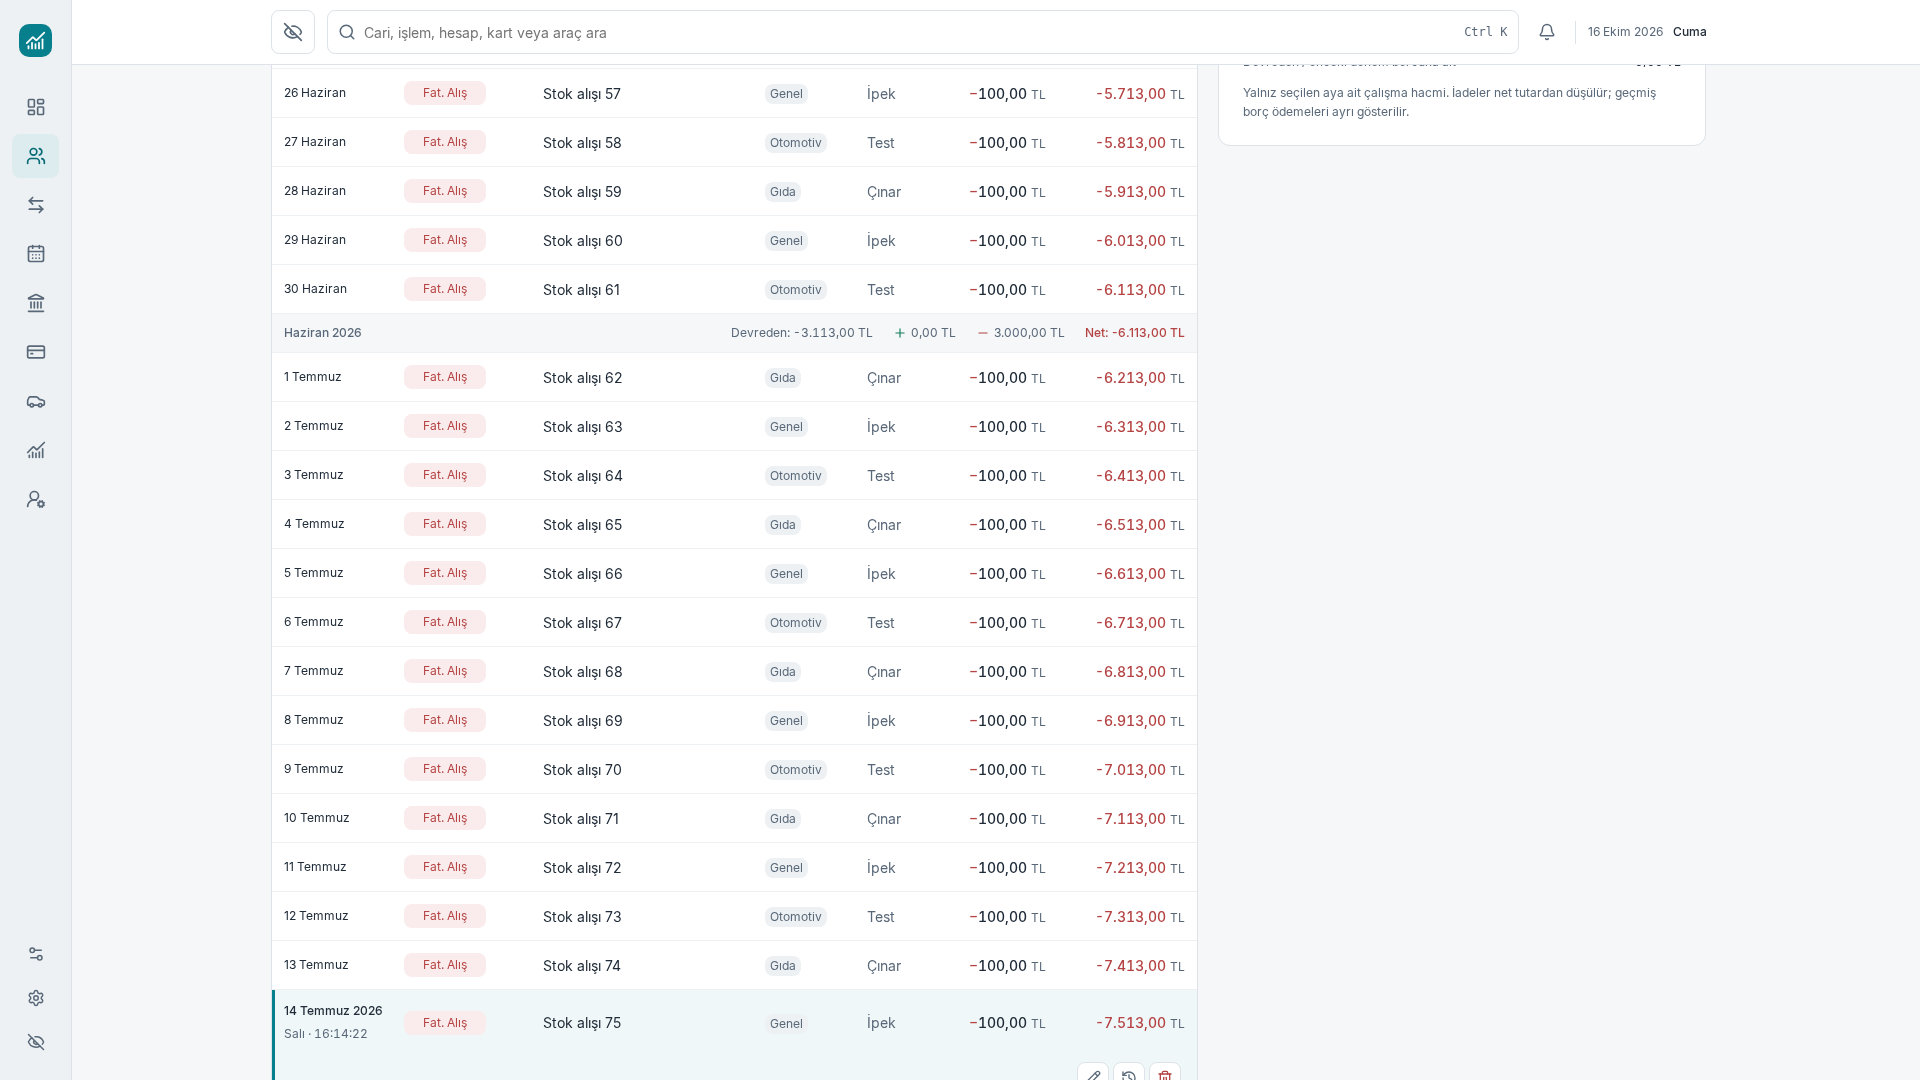 Cari, işlem, hesap, kart veya araç ara Ctrl K 16 Ekim 2026 Cuma
Yalnız seçilen aya ait çalışma hacmi. İadeler net tutardan düşülür; geçmiş
borç ödemeleri ayrı gösterilir.
26 Haziran Fat. Alış Stok alışı 57 Genel İpek −100,00 TL -5.713,00 TL
27 Haziran Fat. Alış Stok alışı 58 Otomotiv Test −100,00 TL -5.813,00 TL
28 Haziran Fat. Alış Stok alışı 59 Gıda Çınar −100,00 TL -5.913,00 TL
29 Haziran Fat. Alış Stok alışı 60 Genel İpek −100,00 TL -6.013,00 TL
30 Haziran Fat. Alış Stok alışı 61 Otomotiv Test −100,00 TL -6.113,00 TL
Haziran 2026 Devreden: -3.113,00 TL + 0,00 TL − 3.000,00 TL Net: -6.113,00 TL
1 Temmuz Fat. Alış Stok alışı 62 Gıda Çınar −100,00 TL -6.213,00 TL
2 Temmuz Fat. Alış Stok alışı 63 Genel İpek −100,00 TL -6.313,00 TL
3 Temmuz Fat. Alış Stok alışı 64 Otomotiv Test −100,00 TL -6.413,00 TL
4 Temmuz Fat. Alış Stok alışı 65 Gıda Çınar −100,00 TL -6.513,00 TL
5 Temmuz Fat. Alış Stok alışı 66 Genel İpek −100,00 TL -6.613,00 TL
6 Temmuz Fat. Alış Stok alışı 67 Otomotiv Test −100,00 TL -6.713,00 TL
7 Temmuz Fat. Alış Stok alışı 68 Gıda Çınar −100,00 TL -6.813,00 TL
8 Temmuz Fat. Alış Stok alışı 69 Genel İpek −100,00 TL -6.913,00 TL
9 Temmuz Fat. Alış Stok alışı 70 Otomotiv Test −100,00 TL -7.013,00 TL
10 Temmuz Fat. Alış Stok alışı 71 Gıda Çınar −100,00 TL -7.113,00 TL
11 Temmuz Fat. Alış Stok alışı 72 Genel İpek −100,00 TL -7.213,00 TL
12 Temmuz Fat. Alış Stok alışı 73 Otomotiv Test −100,00 TL -7.313,00 TL
13 Temmuz Fat. Alış Stok alışı 74 Gıda Çınar −100,00 TL -7.413,00 TL
14 Temmuz 2026 Fat. Alış Stok alışı 75 Genel İpek −100,00 TL -7.513,00 TL
Salı · 16:14:22